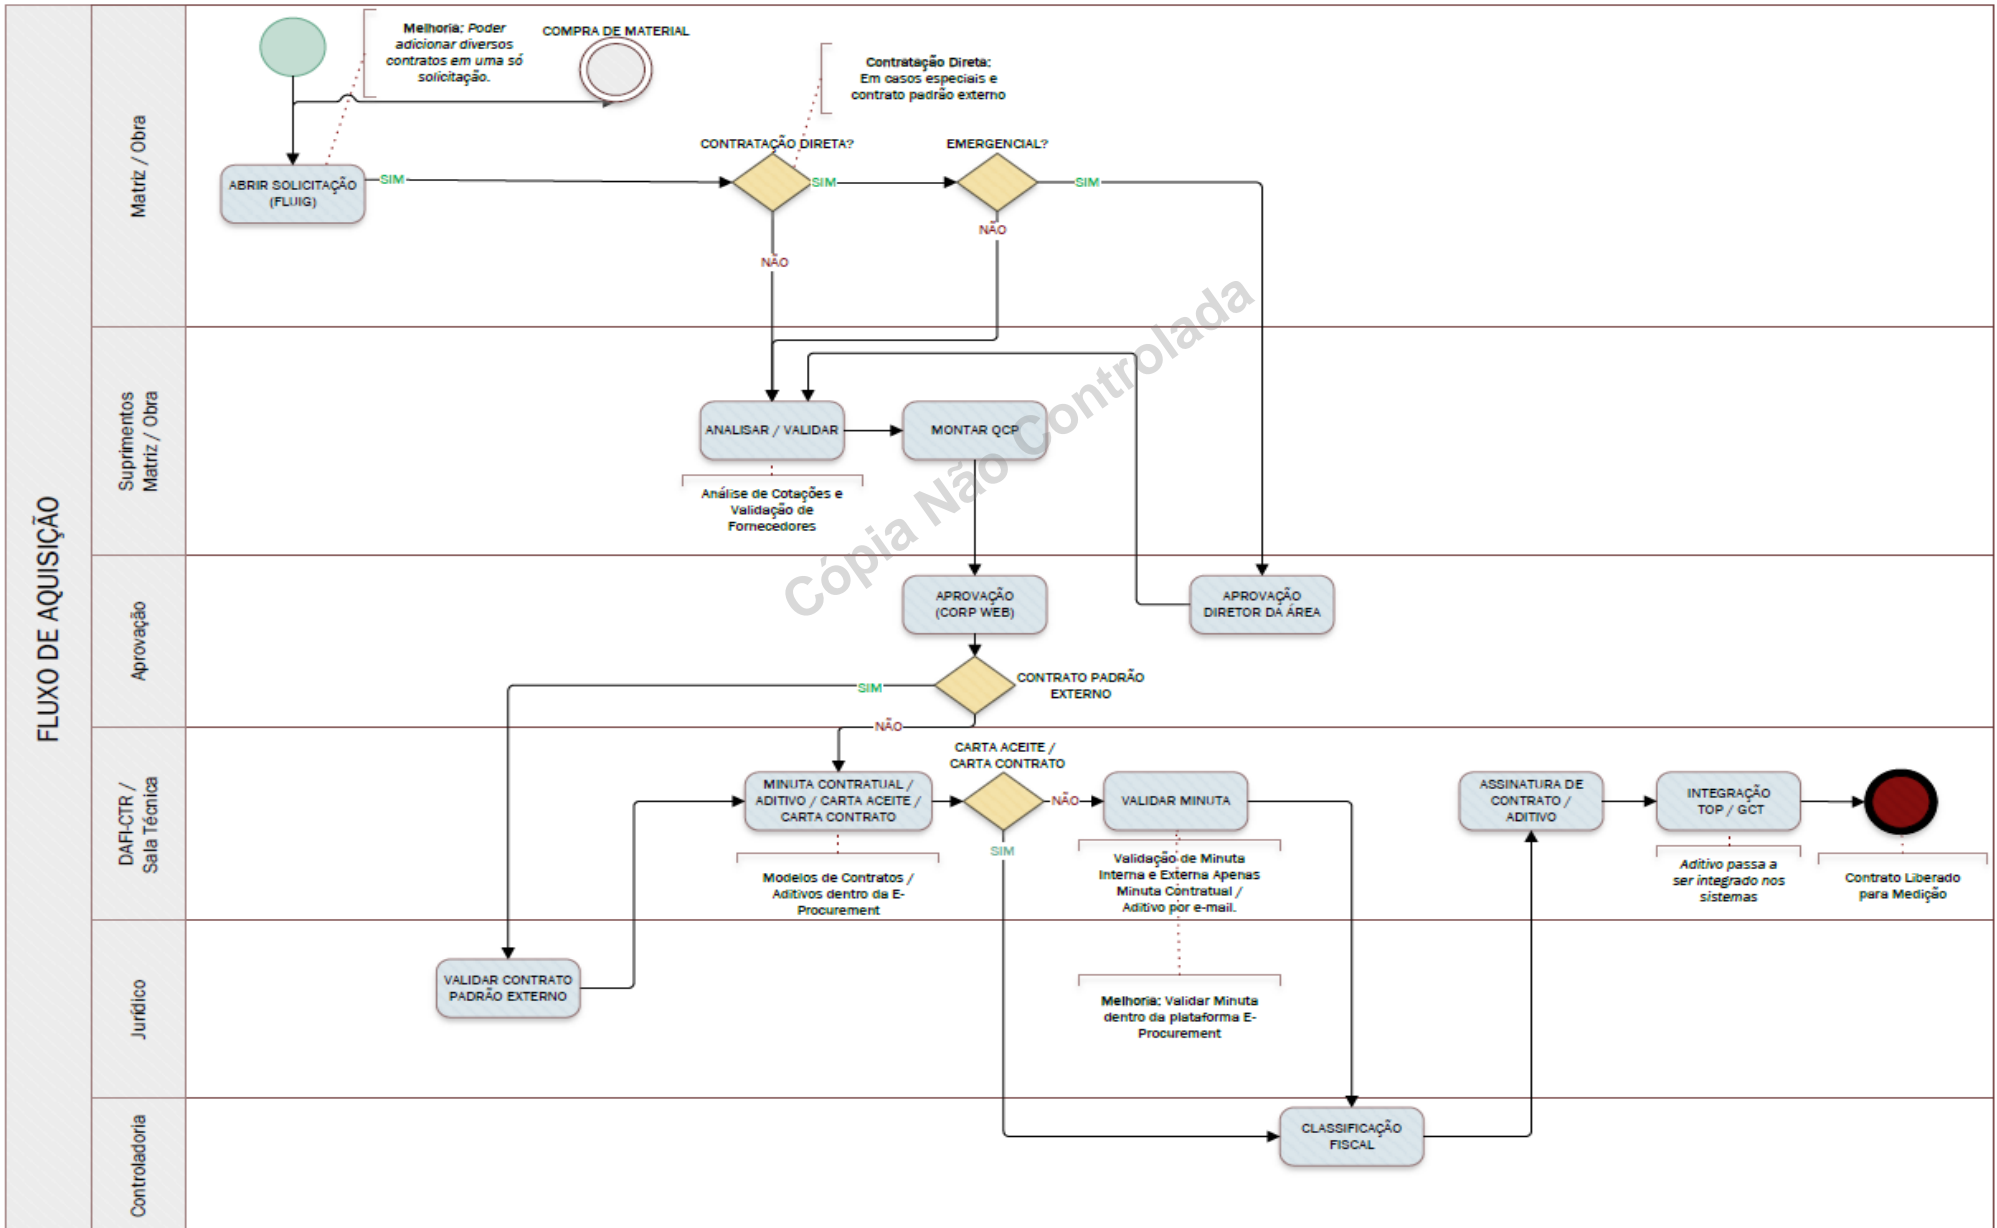 FLUXO DE AQUISIÇÃO
Matriz / Obra
Melhoria: Poder
adicionar diversos
contratos em uma só
solicitação.
COMPRA DE MATERIAL
Contratação Direta:
Em casos especiais e
contrato padrão externo
CONTRATAÇÃO DIRETA?
EMERGENCIAL?
ABRIR SOLICITAÇÃO
(FLUIG)
SIM
SIM
SIM
NÃO
NÃO
Suprimentos
Matriz / Obra
ANALISAR / VALIDAR
MONTAR QCP
Análise de Cotações e
Validação de
Fornecedores
Cópia Não Controlada
Aprovação
APROVAÇÃO
(CORP WEB)
APROVAÇÃO
DIRETOR DA ÁREA
CONTRATO PADRÃO
EXTERNO
SIM
NÃO
DAFI-CTR /
Sala Técnica
CARTA ACEITE /
CARTA CONTRATO
MINUTA CONTRATUAL /
ADITIVO / CARTA ACEITE /
CARTA CONTRATO
NÃO
VALIDAR MINUTA
ASSINATURA DE
CONTRATO /
ADITIVO
INTEGRAÇÃO
TOP / GCT
SIM
Modelos de Contratos /
Aditivos dentro da E-
Procurement
Validação de Minuta
Interna e Externa Apenas
Minuta Contratual /
Aditivo por e-mail.
Aditivo passa a
ser integrado nos
sistemas
Contrato Liberado
para Medição
Jurídico
VALIDAR CONTRATO
PADRÃO EXTERNO
Melhoria: Validar Minuta
dentro da plataforma E-
Procurement
Controladoria
CLASSIFICAÇÃO
FISCAL